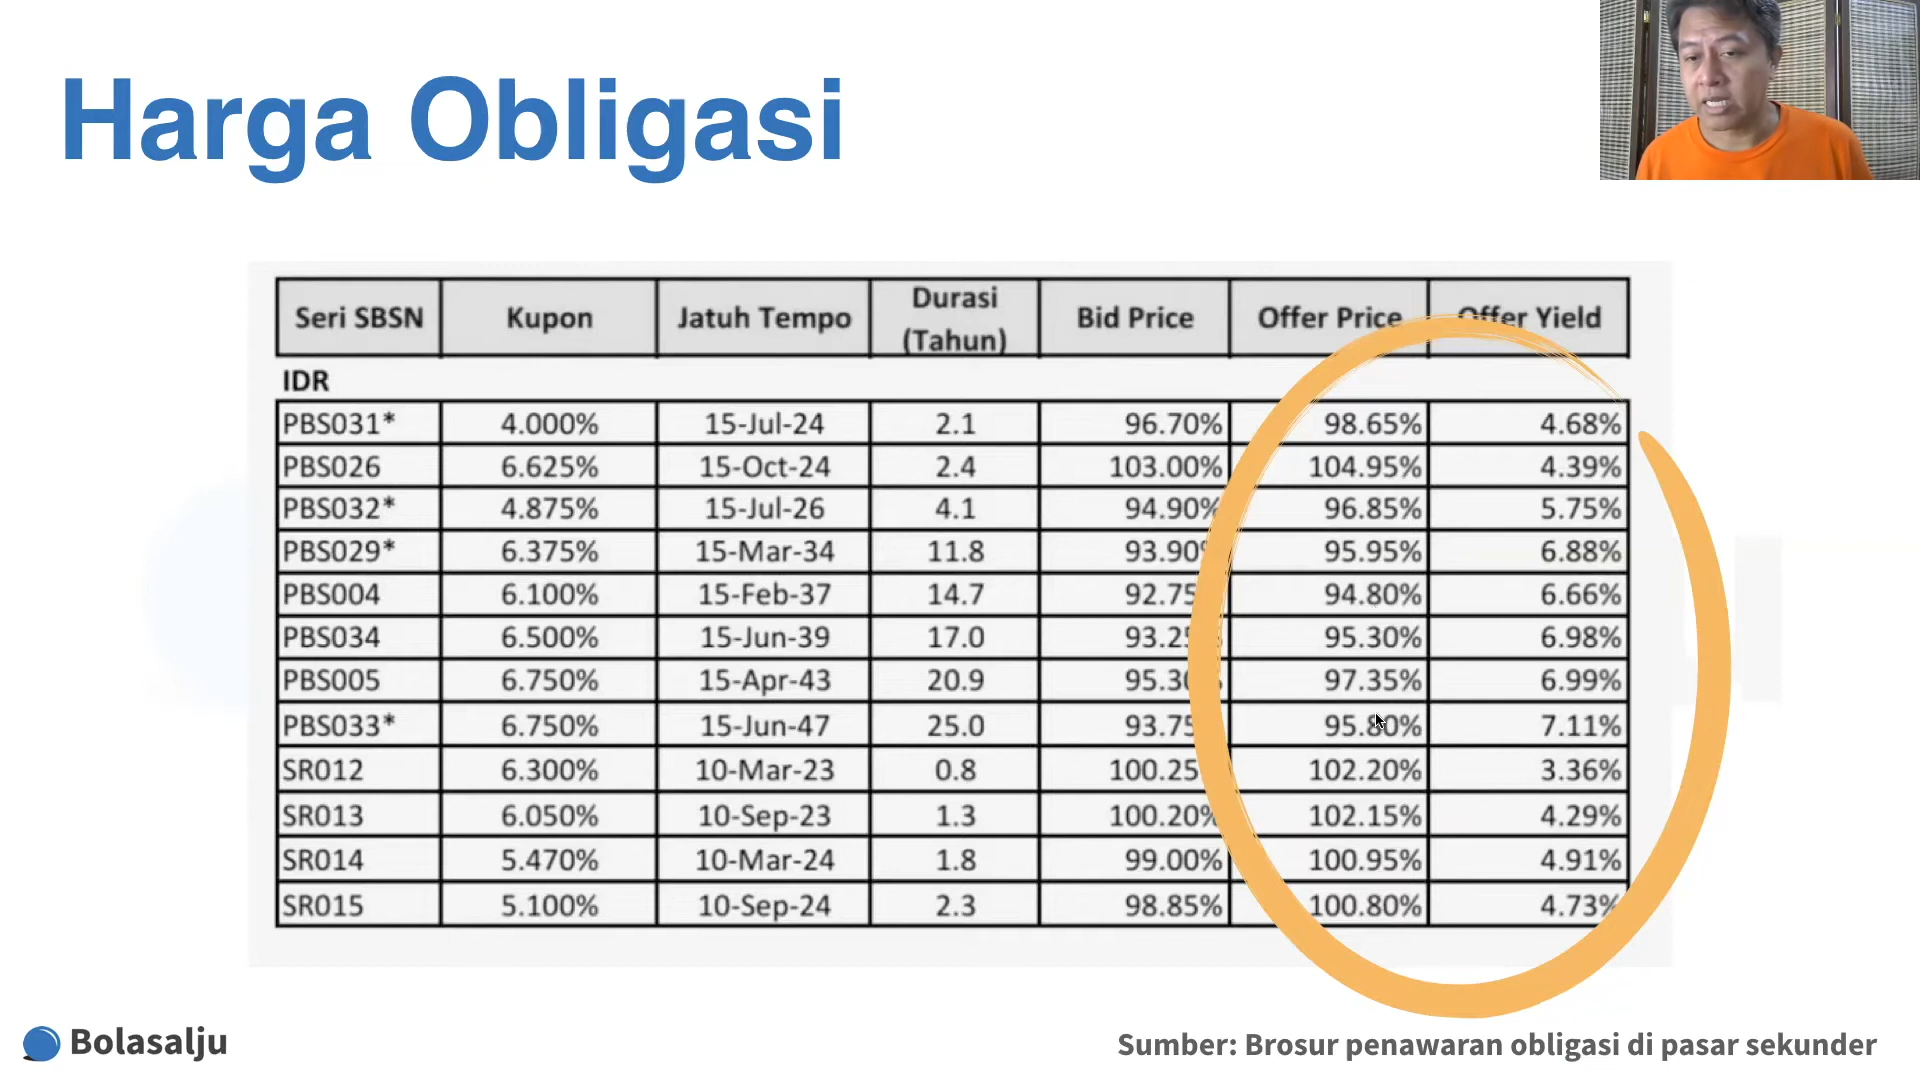 Harga Obligasi
Seri SBSN Kupon Jatuh Tempo Durasi (Tahun) Bid Price Offer Price Offer Yield
IDR
PBS031* 4.000% 15-Jul-24 2.1 96.70% 98.65% 4.68%
PBS026 6.625% 15-Oct-24 2.4 103.00% 104.95% 4.39%
PBS032* 4.875% 15-Jul-26 4.1 94.90% 96.85% 5.75%
PBS029* 6.375% 15-Mar-34 11.8 93.90% 95.95% 6.88%
PBS004 6.100% 15-Feb-37 14.7 92.75 94.80% 6.66%
PBS034 6.500% 15-Jun-39 17.0 93.25 95.30% 6.98%
PBS005 6.750% 15-Apr-43 20.9 95.30 97.35% 6.99%
PBS033* 6.750% 15-Jun-47 25.0 93.75 95.80% 7.11%
SR012 6.300% 10-Mar-23 0.8 100.25 102.20% 3.36%
SR013 6.050% 10-Sep-23 1.3 100.20% 102.15% 4.29%
SR014 5.470% 10-Mar-24 1.8 99.00% 100.95% 4.91%
SR015 5.100% 10-Sep-24 2.3 98.85% 100.80% 4.73%
Bolasalju
Sumber: Brosur penawaran obligasi di pasar sekunder